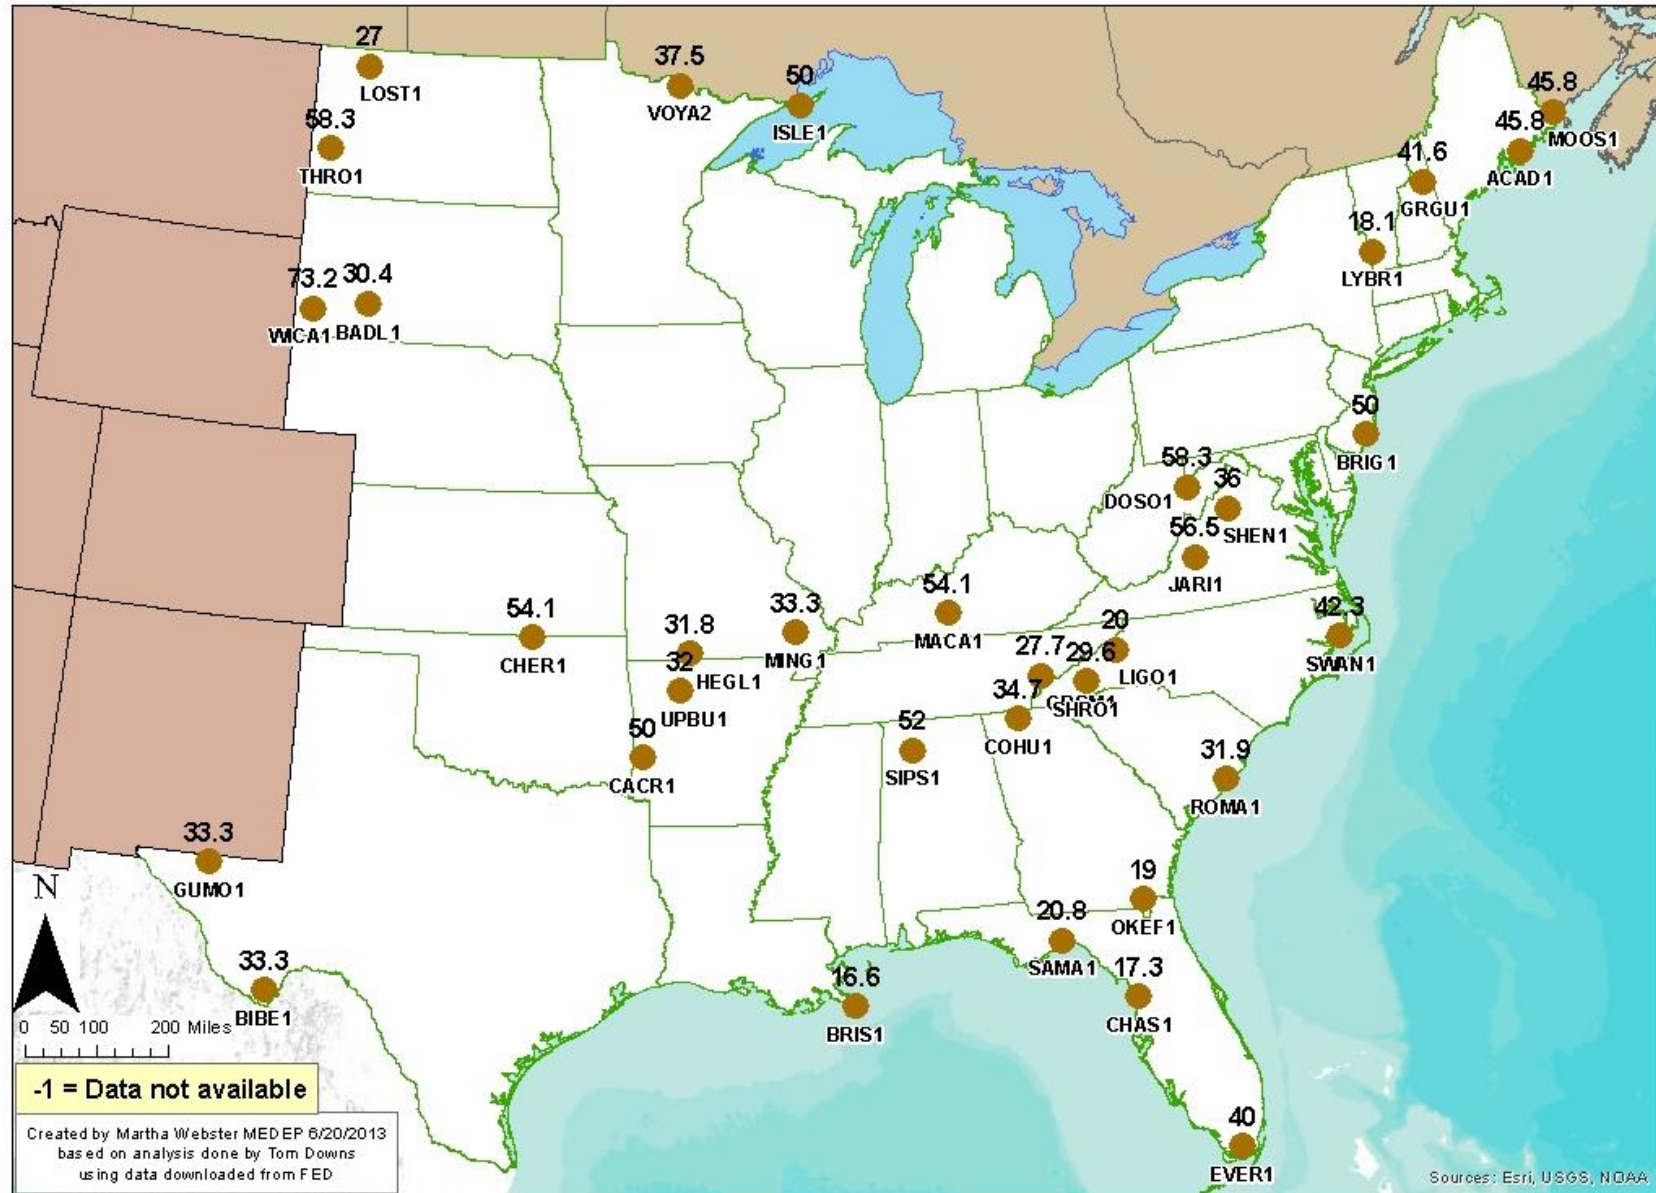 27
LOST1
37.5
VOYA2
50
ISLE1
45.8
MOOS1
45.8
ACAD1
58.3
THRO1
41.6
GRGU1
18.1
LYBR1
73.2
WICA1
30.4
BADL1
50
BRIG1
58.3
DOSO1
36
SHEN1
56.5
JARI1
54.1
MACA1
54.1
CHER1
31.8
HEGL1
33.3
MING1
32
UPBU1
20
LIGO1
27.7
29.6
SHRO1
42.3
SWAN1
34.7
COHU1
50
CACR1
52
SIPS1
31.9
ROMA1
33.3
GUMO1
19
OKEF1
20.8
SAMA1
17.3
CHAS1
33.3
BIBE1
16.6
BRIS1
40
EVER1
N
0 50 100 200 Miles
-1 = Data not available
Created by Martha Webster MEDEP 6/20/2013
based on analysis done by Tom Downs
using data downloaded from FED
Sources: Esri, USGS, NOAA